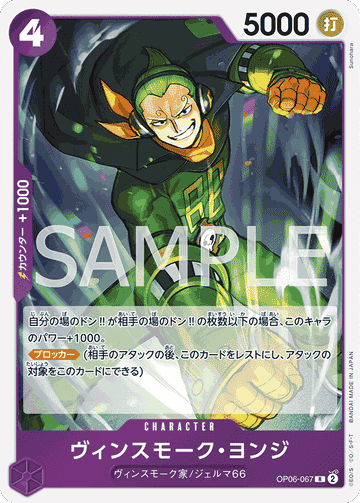 4
5000
打
Sonohara
カウンター +1000
SAMPLE
自分の場のドン!!が相手の場のドン!!の枚数以下の場合、このキャラ
のパワー+1000。
ブロッカー (相手のアタックの後、このカードをレストにし、アタックの
対象をこのカードにできる)
CHARACTER
ヴィンスモーク・ヨンジ
ヴィンスモーク家/ジェルマ66
OP06-067 R 2
BANDAI MADE IN JAPAN
©E/S・F・T